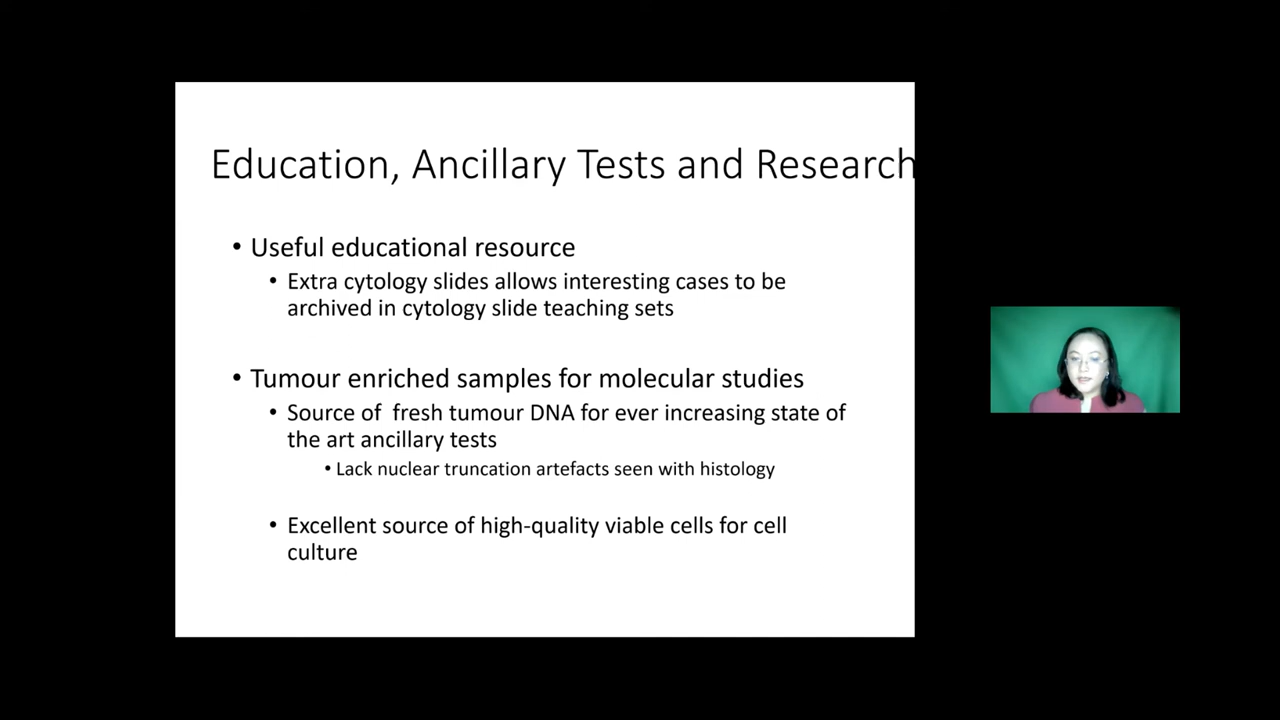 Education, Ancillary Tests and Research
• Useful educational resource
• Extra cytology slides allows interesting cases to be
archived in cytology slide teaching sets
• Tumour enriched samples for molecular studies
• Source of  fresh tumour DNA for ever increasing state of
the art ancillary tests
• Lack nuclear truncation artefacts seen with histology
• Excellent source of high-quality viable cells for cell
culture